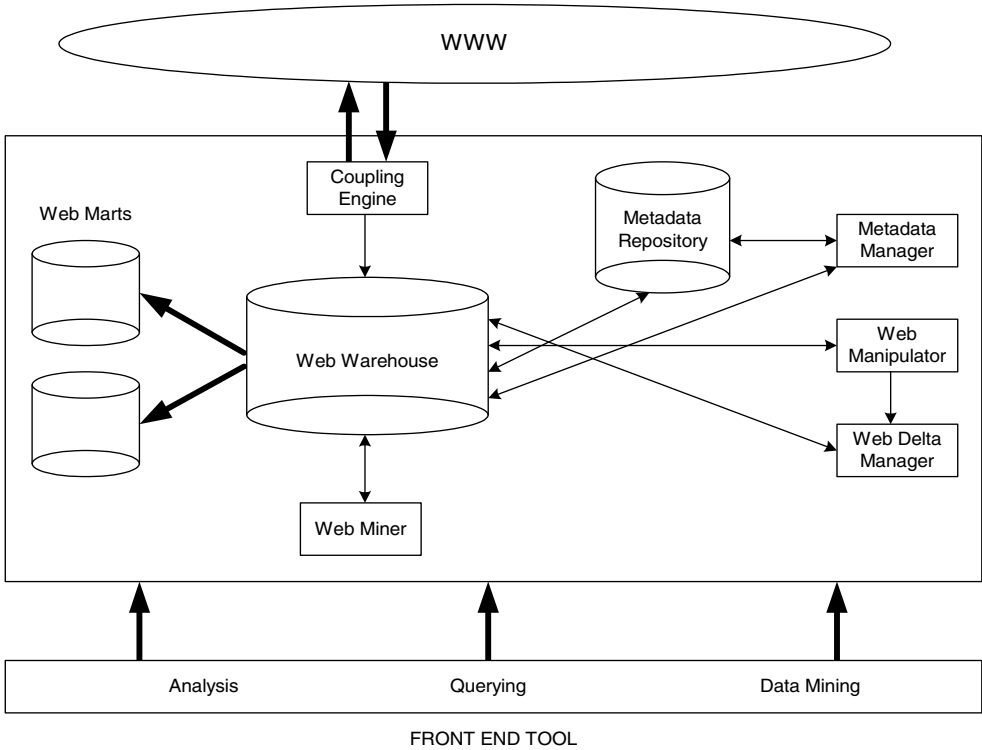 WWW
Coupling
Engine
Web Marts
Metadata
Repository
Metadata
Manager
Web Warehouse
Web
Manipulator
Web Delta
Manager
Web Miner
Analysis
Querying
Data Mining
FRONT END TOOL